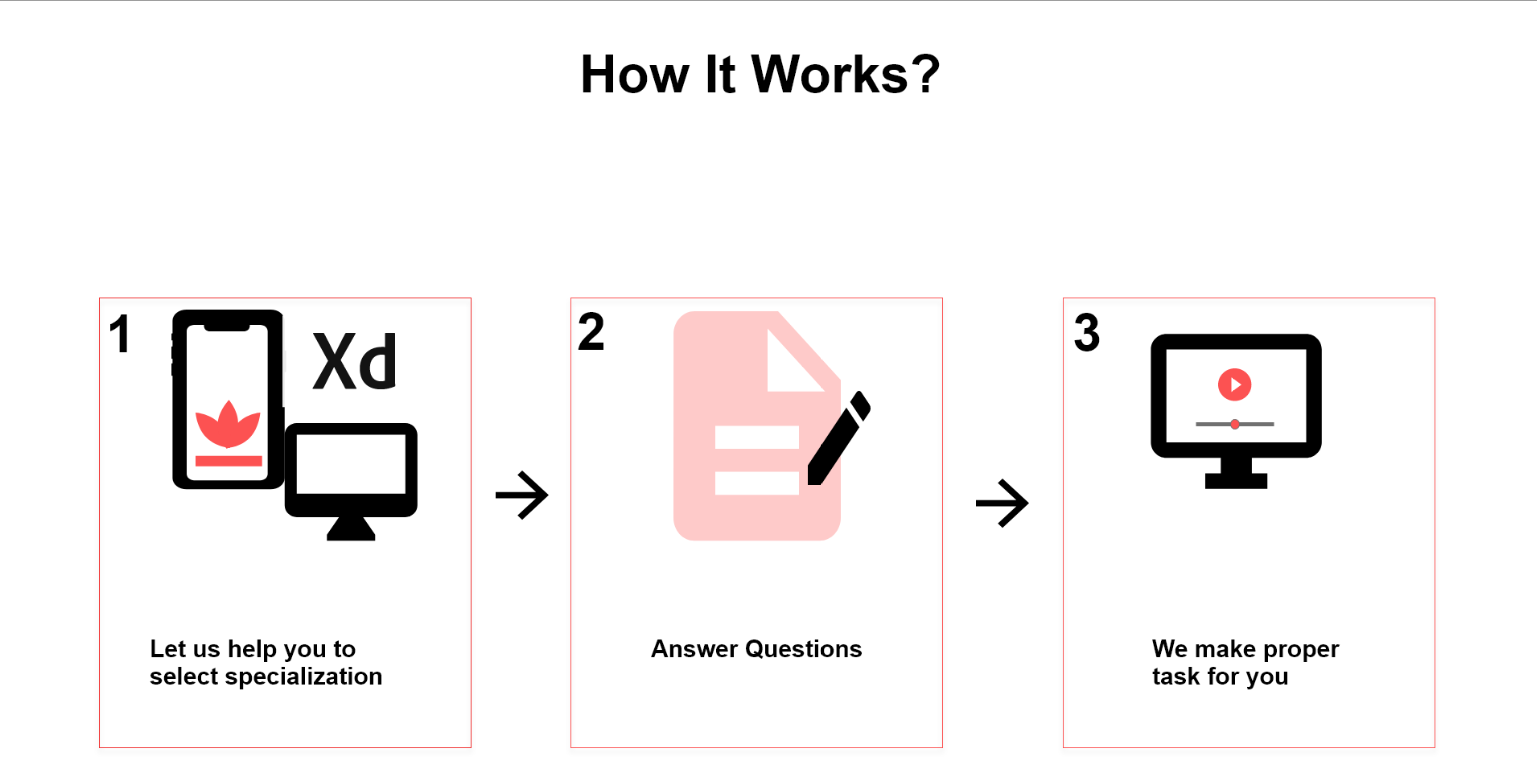 How It Works?
1
Xd
2
3
Let us help you to
select specialization
Answer Questions
We make proper
task for you